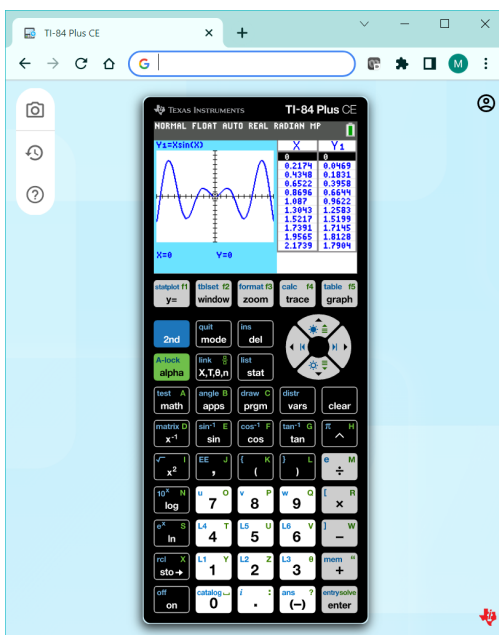 TI-84 Plus CE
G
M
TEXAS INSTRUMENTS TI-84 Plus CE
NORMAL FLOAT AUTO REAL RADIAN MP
Y1=Xsin(X)
X Y1
0 0
0.2174 0.0469
0.4348 0.1831
0.6522 0.3958
0.8696 0.6644
1.087 0.9622
1.3043 1.2583
1.5217 1.5199
1.7391 1.7145
1.9565 1.8128
2.1739 1.7904
X=0 Y=0
statplot f1 tblset f2 format f3 calc f4 table f5
y= window zoom trace graph
quit ins
2nd mode del
A-lock link list
alpha X,T,θ,n stat
test A angle B draw C distr
math apps prgm vars clear
matrix D sin⁻¹ E cos⁻¹ F tan⁻¹ G π H
x⁻¹ sin cos tan ^
√ I EE J { K } L e M
x² , ( ) ÷
10ˣ N u O v P w Q [ R
log 7 8 9 ×
eˣ S L4 T L5 U L6 V ] W
ln 4 5 6 −
rcl X L1 Y L2 Z L3 θ mem "
sto→ 1 2 3 +
off catalog i : ans ? entry solve
on 0 . (−) enter